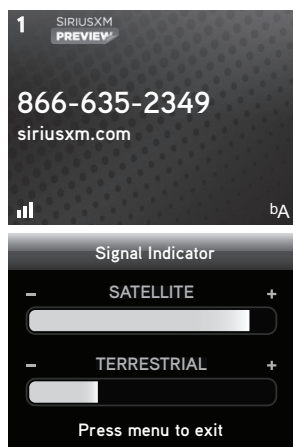 1 SIRIUSXM
PREVIEW
866-635-2349
siriusxm.com
bA
Signal Indicator
- SATELLITE +
- TERRESTRIAL +
Press menu to exit